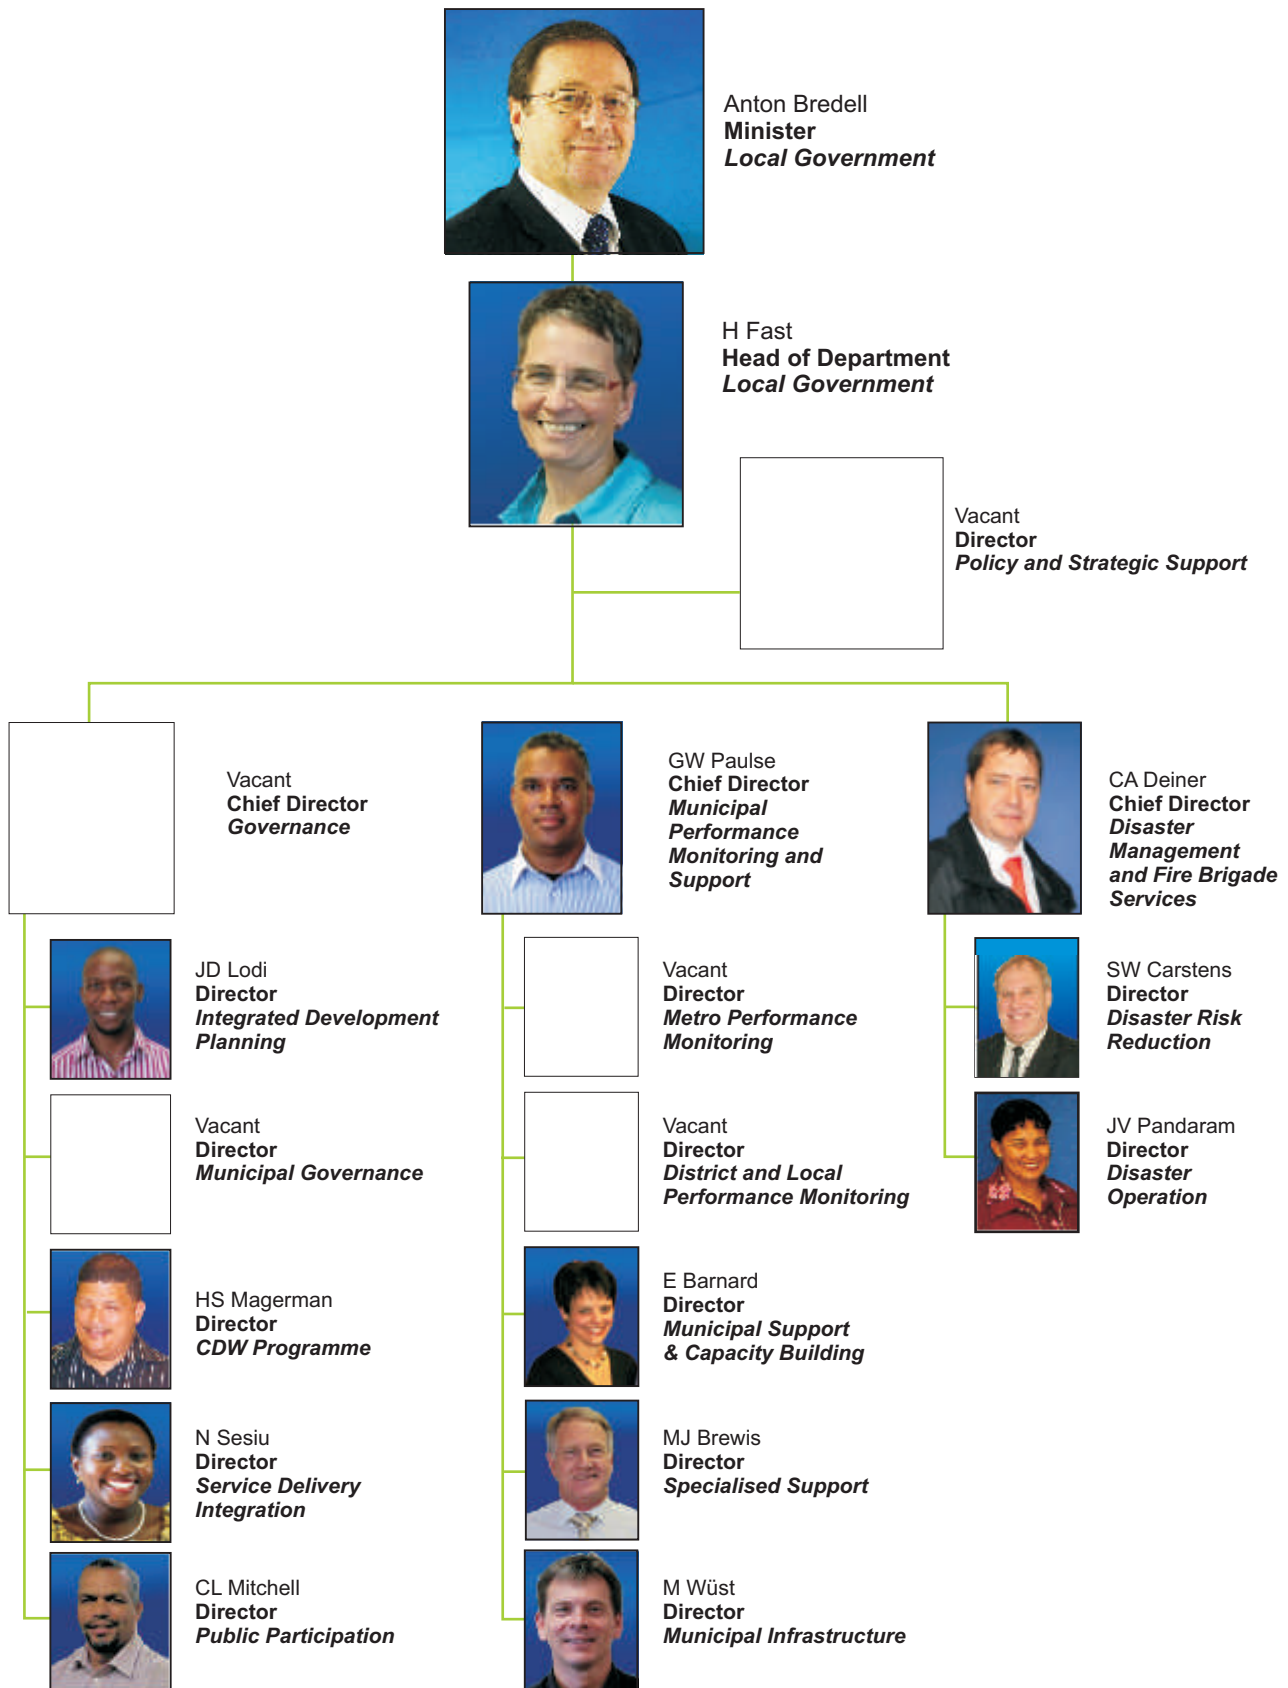 Anton Bredell
Minister
Local Government
H Fast
Head of Department
Local Government
Vacant
Director
Policy and Strategic Support
Vacant
Chief Director
Governance
GW Paulse
Chief Director
Municipal
Performance
Monitoring and
Support
CA Deiner
Chief Director
Disaster
Management
and Fire Brigade
Services
JD Lodi
Director
Integrated Development
Planning
Vacant
Director
Metro Performance
Monitoring
SW Carstens
Director
Disaster Risk
Reduction
Vacant
Director
Municipal Governance
Vacant
Director
District and Local
Performance Monitoring
JV Pandaram
Director
Disaster
Operation
HS Magerman
Director
CDW Programme
E Barnard
Director
Municipal Support
& Capacity Building
N Sesiu
Director
Service Delivery
Integration
MJ Brewis
Director
Specialised Support
CL Mitchell
Director
Public Participation
M Wüst
Director
Municipal Infrastructure